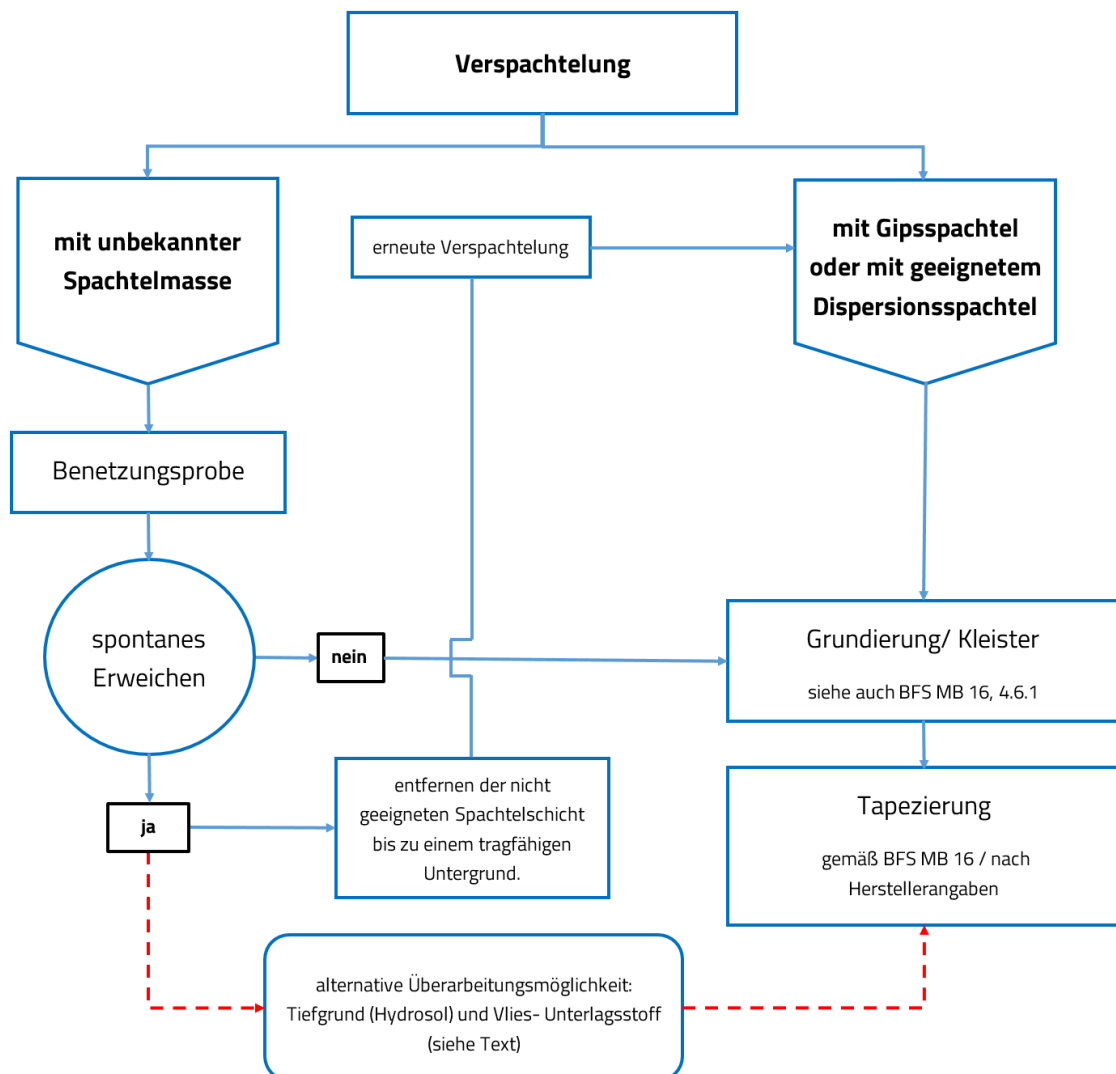 Verspachtelung
mit unbekannter
Spachtelmasse
erneute Verspachtelung
mit Gipsspachtel
oder mit geeignetem
Dispersionsspachtel
Benetzungsprobe
spontanes
Erweichen
nein
Grundierung/ Kleister
siehe auch BFS MB 16, 4.6.1
ja
entfernen der nicht
geeigneten Spachtelschicht
bis zu einem tragfähigen
Untergrund.
Tapezierung
gemäß BFS MB 16 / nach
Herstellerangaben
alternative Überarbeitungsmöglichkeit:
Tiefgrund (Hydrosol) und Vlies- Unterlagsstoff
(siehe Text)